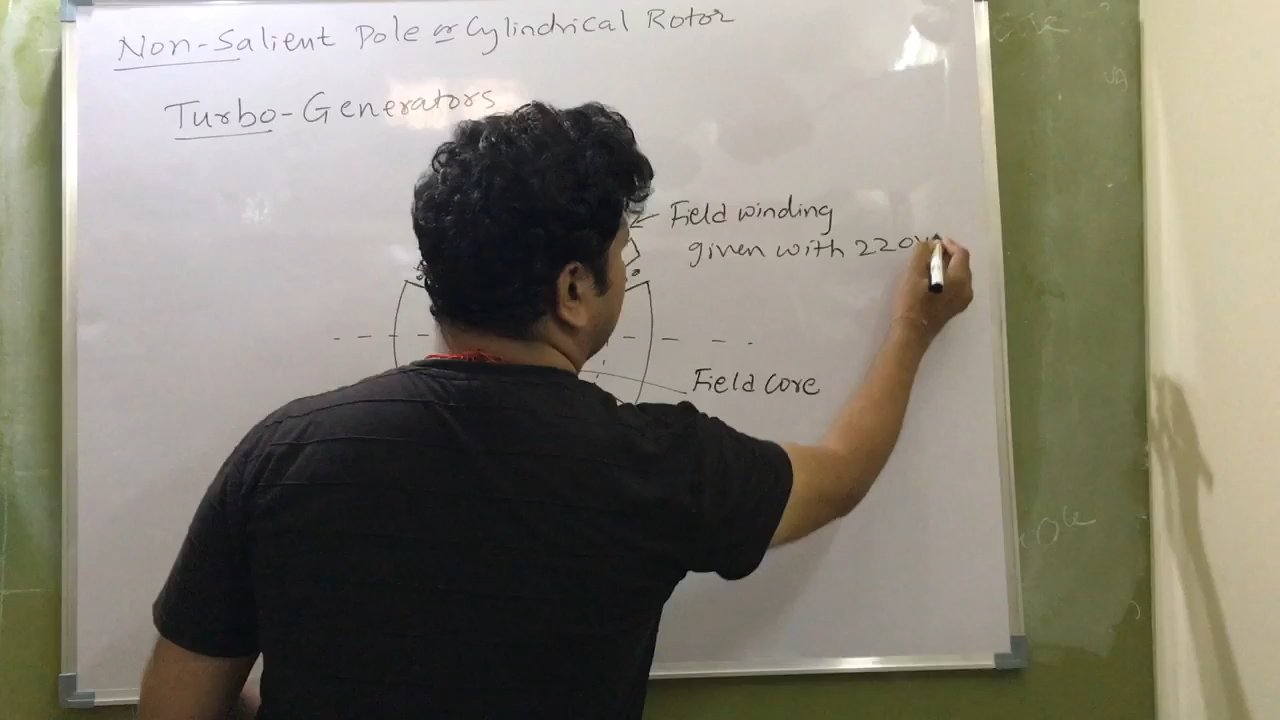 Non-Salient Pole or Cylindrical Rotor
Turbo-Generators
Field winding
given with 220V
Field Core